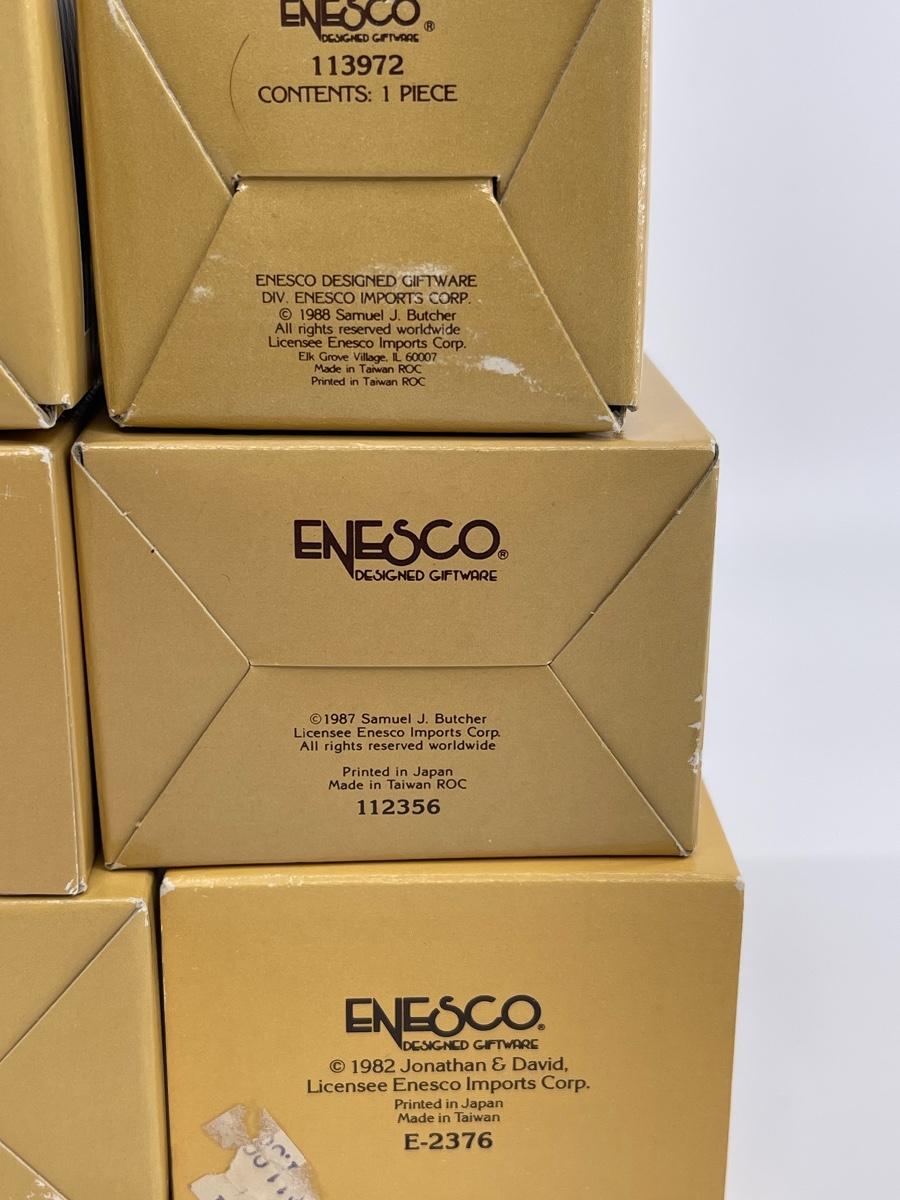 ENESCO®
DESIGNED GIFTWARE
113972
CONTENTS: 1 PIECE
ENESCO DESIGNED GIFTWARE
DIV. ENESCO IMPORTS CORP.
© 1988 Samuel J. Butcher
All rights reserved worldwide
Licensee Enesco Imports Corp.
Elk Grove Village, IL 60007
Made in Taiwan ROC
Printed in Taiwan ROC
ENESCO®
DESIGNED GIFTWARE
©1987 Samuel J. Butcher
Licensee Enesco Imports Corp.
All rights reserved worldwide
Printed in Japan
Made in Taiwan ROC
112356
ENESCO®
DESIGNED GIFTWARE
© 1982 Jonathan & David,
Licensee Enesco Imports Corp.
Printed in Japan
Made in Taiwan
E-2376